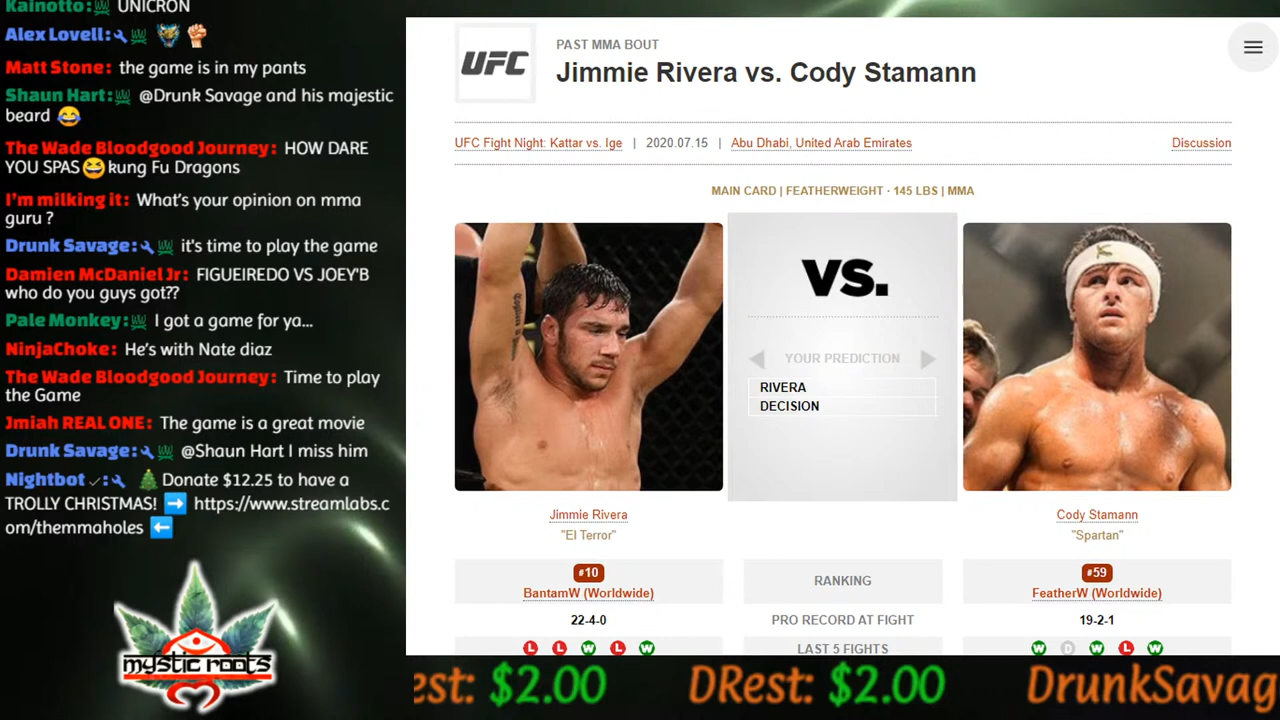 Kainotto: UNICRON
Alex Lovell:
Matt Stone: the game is in my pants
Shaun Hart: @Drunk Savage and his majestic
beard 😂
The Wade Bloodgood Journey: HOW DARE
YOU SPAS😆kung Fu Dragons
I'm milking it: What's your opinion on mma
guru ?
Drunk Savage: it's time to play the game
Damien McDaniel Jr: FIGUEIREDO VS JOEY'B
who do you guys got??
Pale Monkey: I got a game for ya...
NinjaChoke: He's with Nate diaz
The Wade Bloodgood Journey: Time to play
the Game
Jmiah REAL ONE: The game is a great movie
Drunk Savage: @Shaun Hart I miss him
Nightbot ✓: 🎄Donate $12.25 to have a
TROLLY CHRISTMAS! ➡️ https://www.streamlabs.c
om/themmaholes ⬅️
mystic roots
UFC
PAST MMA BOUT
Jimmie Rivera vs. Cody Stamann
UFC Fight Night: Kattar vs. Ige | 2020.07.15 | Abu Dhabi, United Arab Emirates
Discussion
MAIN CARD | FEATHERWEIGHT · 145 LBS | MMA
VS.
YOUR PREDICTION
RIVERA
DECISION
Jimmie Rivera
"El Terror"
Cody Stamann
"Spartan"
#10
BantamW (Worldwide)
RANKING
#59
FeatherW (Worldwide)
22-4-0
PRO RECORD AT FIGHT
19-2-1
L L W L W
LAST 5 FIGHTS
W D W L W
est: $2.00 DRest: $2.00 DrunkSavag